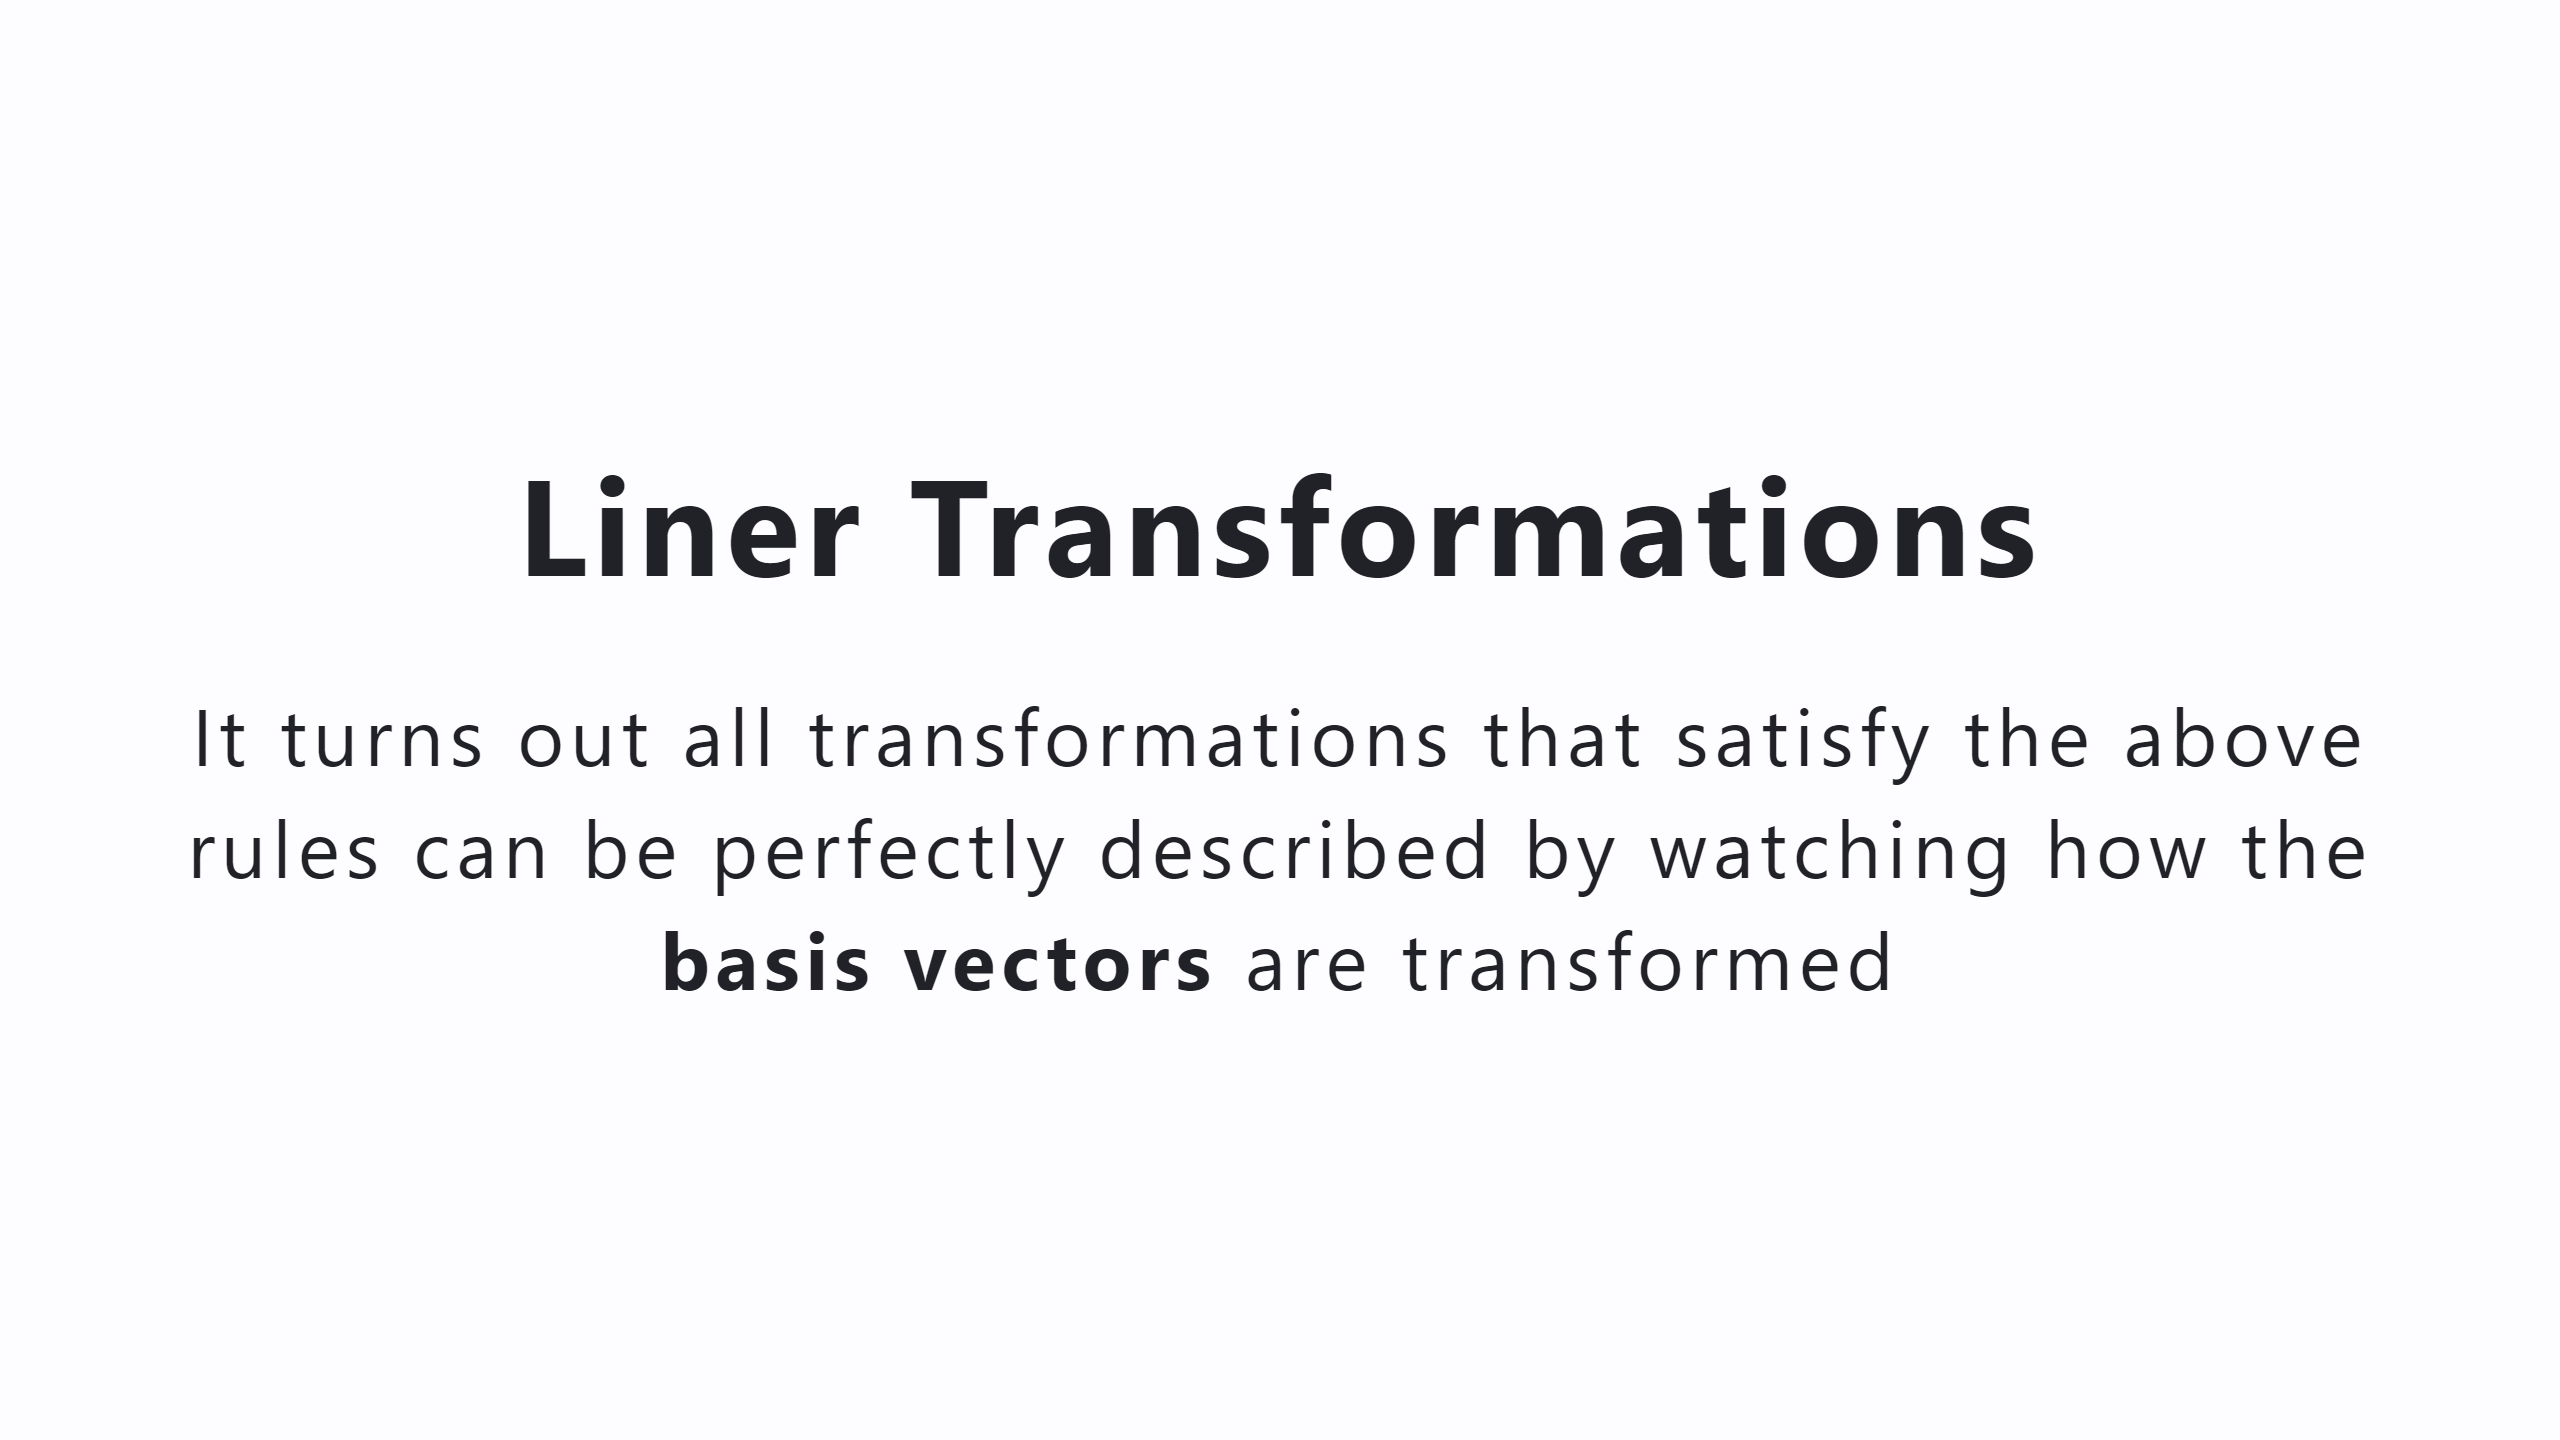 Liner Transformations
It turns out all transformations that satisfy the above
rules can be perfectly described by watching how the
basis vectors are transformed